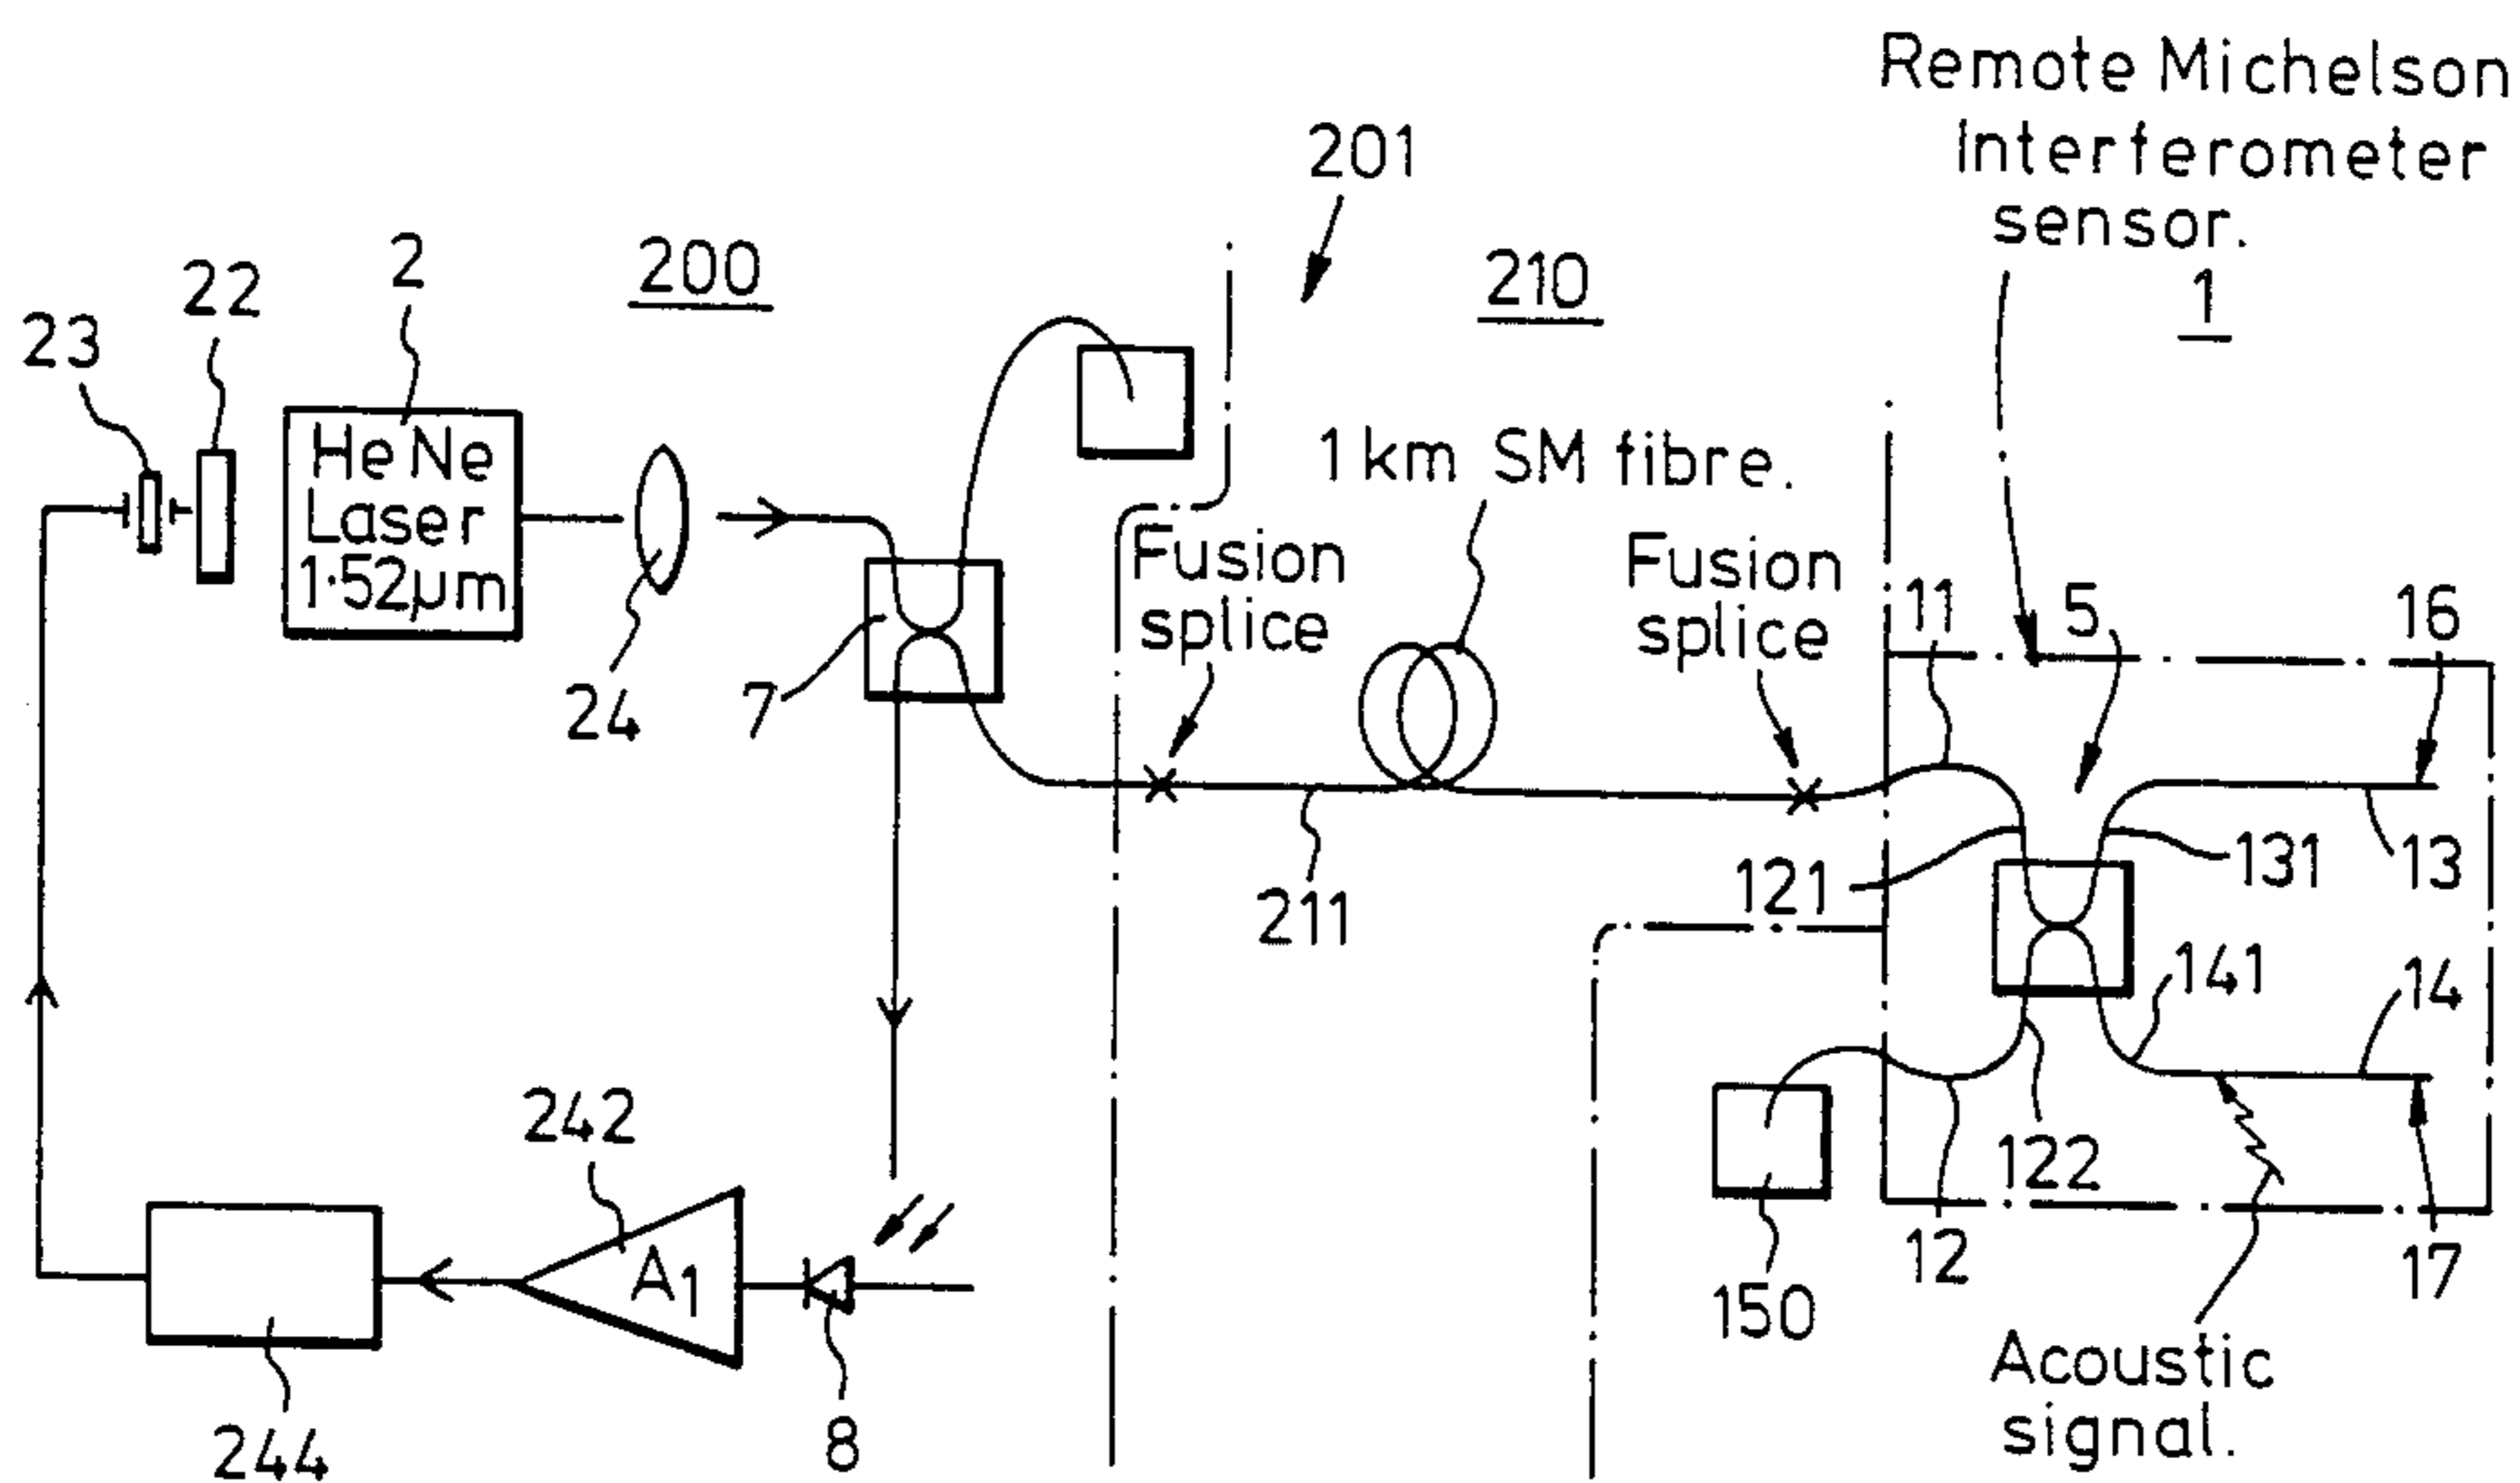 Remote Michelson
Interferometer
sensor.
1
201
200
210
2
22
23
HeNe
Laser
1·52µm
1km SM fibre.
Fusion
splice
Fusion
splice
11
5
16
24
7
121
131
13
211
141
14
242
A1
122
12
150
17
8
244
Acoustic
signal.